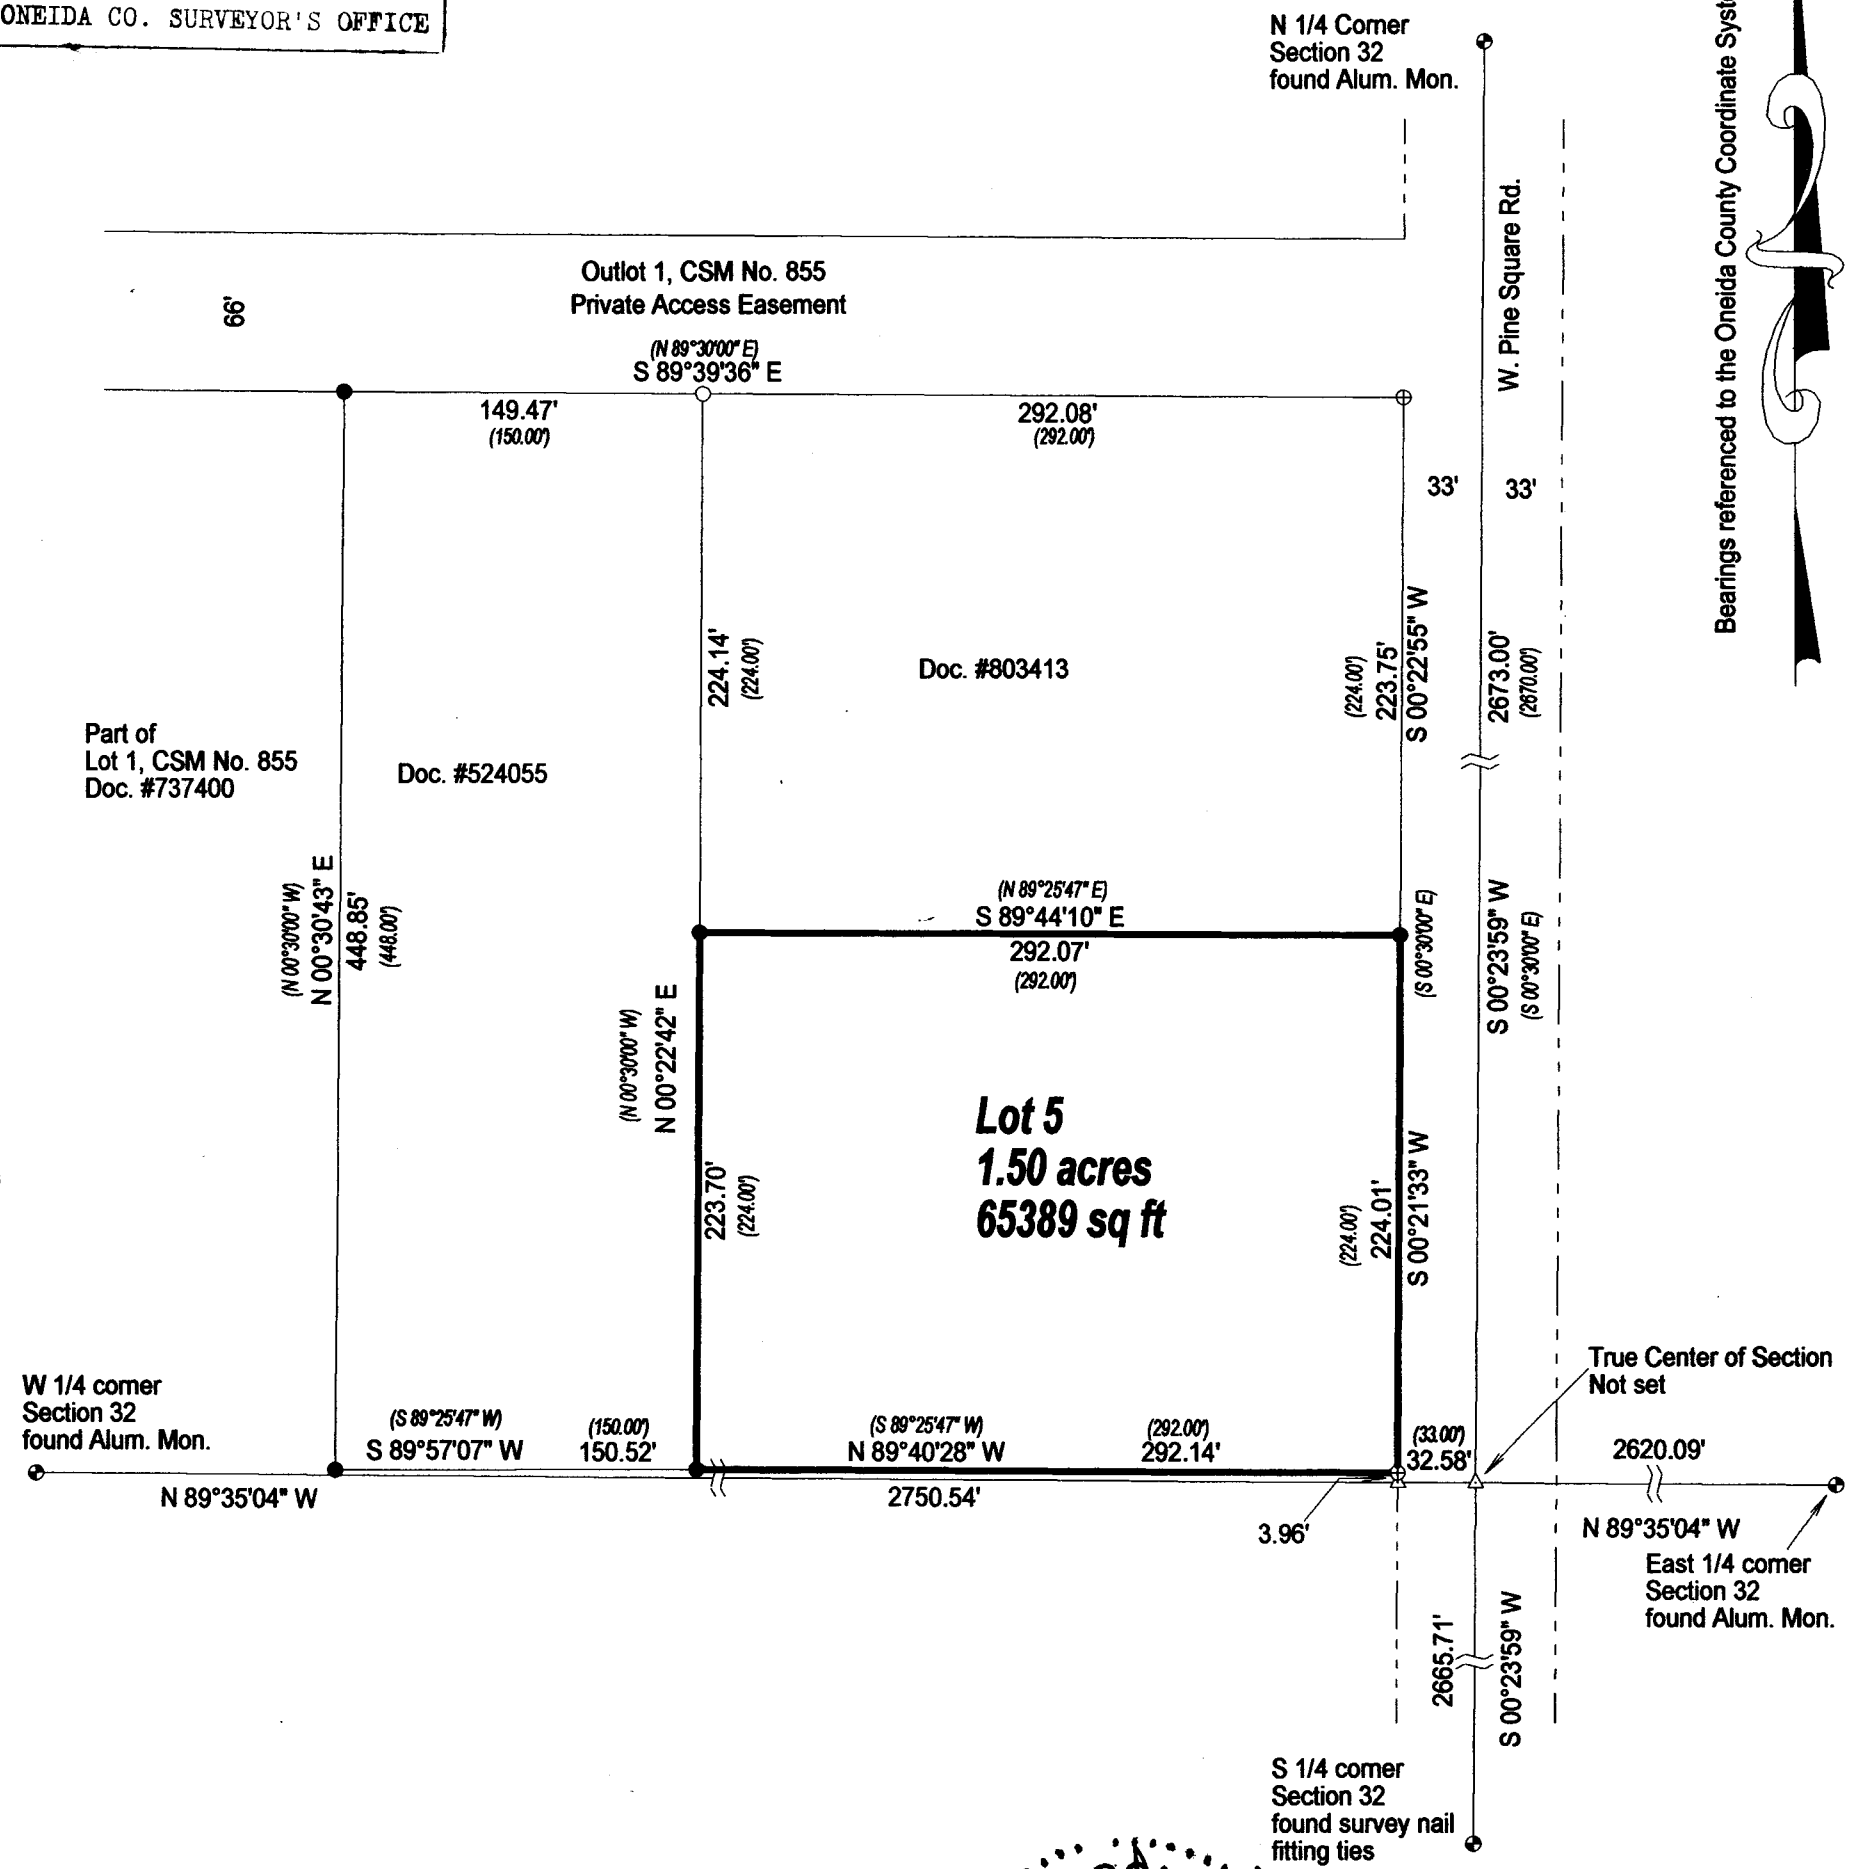 ONEIDA CO. SURVEYOR'S OFFICE
N 1/4 Corner
Section 32
found Alum. Mon.
Bearings referenced to the Oneida County Coordinate Syst
W. Pine Square Rd.
Outlot 1, CSM No. 855
Private Access Easement
66'
(N 89°30'00" E)
S 89°39'36" E
149.47'
(150.00')
292.08'
(292.00')
33'
33'
224.14'
(224.00')
Doc. #803413
(224.00')
223.75'
S 00°22'55" W
2673.00'
(2670.00')
Part of
Lot 1, CSM No. 855
Doc. #737400
Doc. #524055
(N 00°30'00" W)
N 00°30'43" E
448.85'
(448.00')
(N 89°25'47" E)
S 89°44'10" E
292.07'
(292.00')
(S 00°30'00" E)
S 00°23'59" W
(S 00°30'00" E)
(N 00°30'00" W)
N 00°22'42" E
223.70'
(224.00')
Lot 5
1.50 acres
65389 sq ft
(224.00')
224.01'
S 00°21'33" W
True Center of Section
Not set
W 1/4 corner
Section 32
found Alum. Mon.
(S 89°25'47" W)
S 89°57'07" W
(150.00')
150.52'
(S 89°25'47" W)
N 89°40'28" W
(292.00')
292.14'
(33.00')
32.58'
2620.09'
N 89°35'04" W
2750.54'
3.96'
N 89°35'04" W
East 1/4 corner
Section 32
found Alum. Mon.
2665.71'
S 00°23'59" W
S 1/4 corner
Section 32
found survey nail
fitting ties